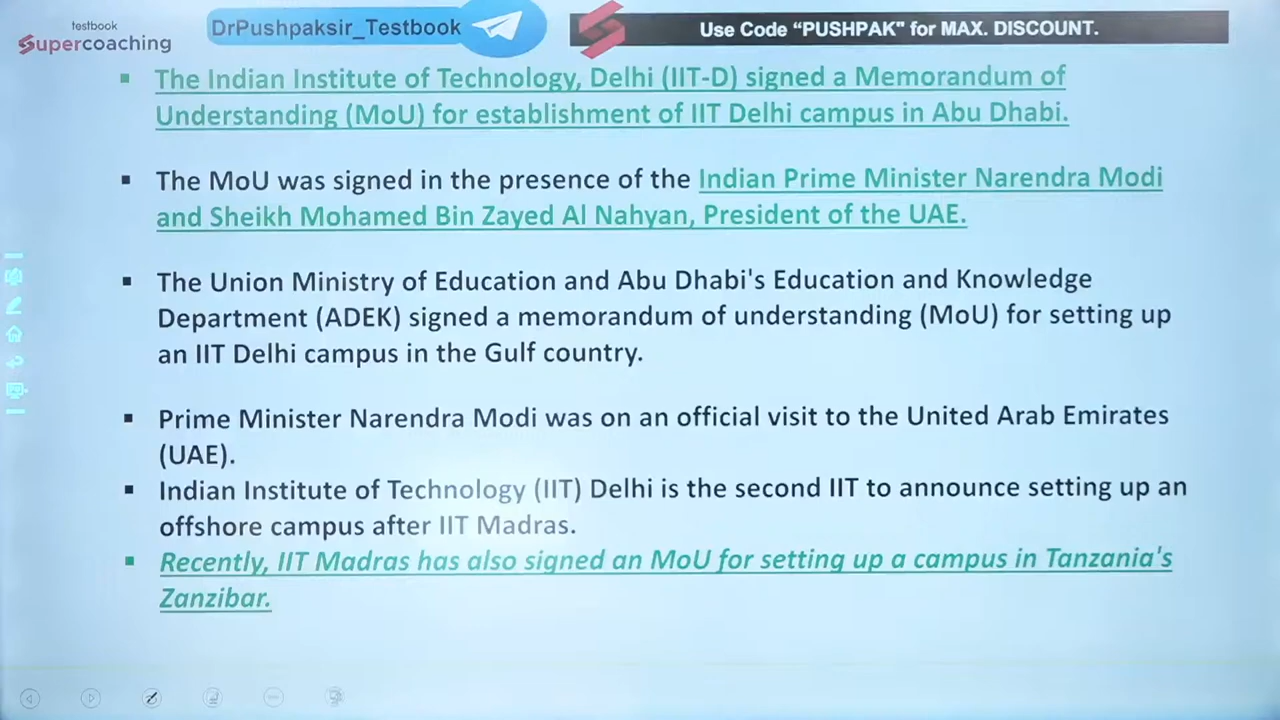 testbook
Supercoaching
DrPushpaksir_Testbook
Use Code “PUSHPAK" for MAX. DISCOUNT.
▪ The Indian Institute of Technology, Delhi (IIT-D) signed a Memorandum of
Understanding (MoU) for establishment of IIT Delhi campus in Abu Dhabi.
▪ The MoU was signed in the presence of the Indian Prime Minister Narendra Modi
and Sheikh Mohamed Bin Zayed Al Nahyan, President of the UAE.
▪ The Union Ministry of Education and Abu Dhabi's Education and Knowledge
Department (ADEK) signed a memorandum of understanding (MoU) for setting up
an IIT Delhi campus in the Gulf country.
▪ Prime Minister Narendra Modi was on an official visit to the United Arab Emirates
(UAE).
▪ Indian Institute of Technology (IIT) Delhi is the second IIT to announce setting up an
offshore campus after IIT Madras.
▪ Recently, IIT Madras has also signed an MoU for setting up a campus in Tanzania's
Zanzibar.